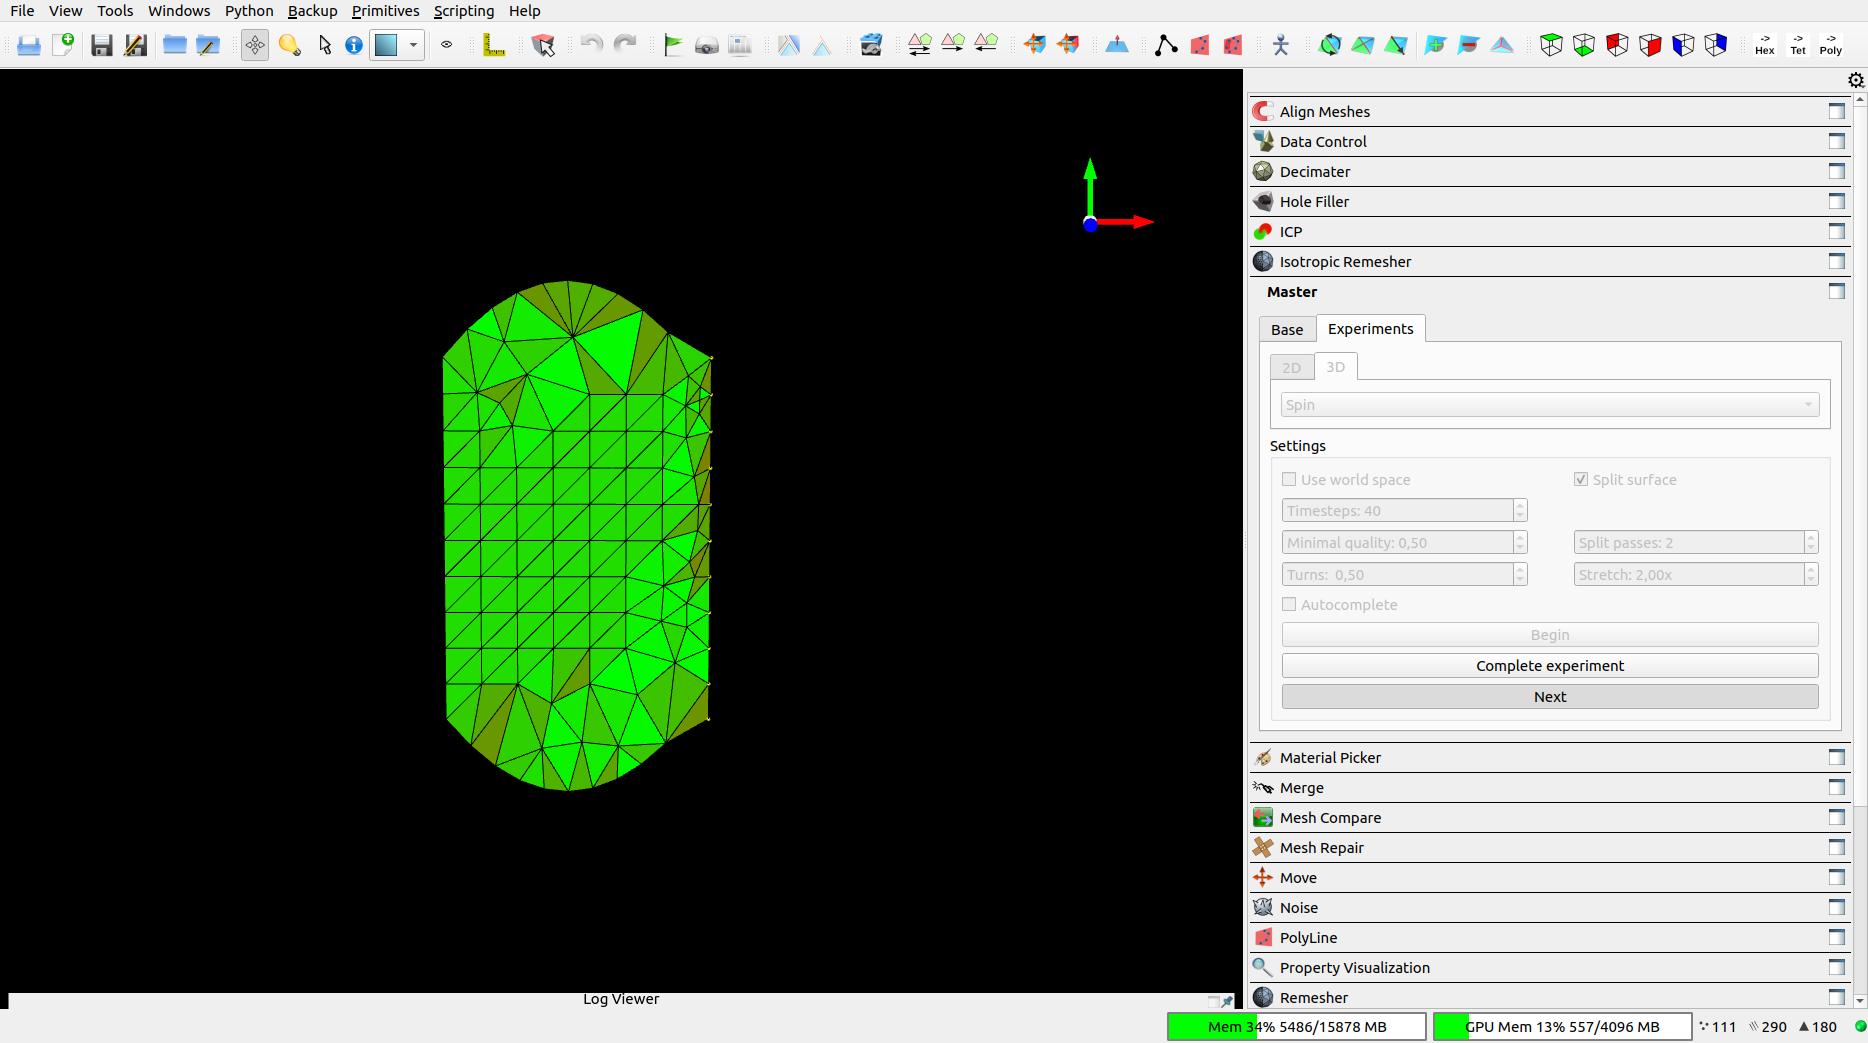 File View Tools Windows Python Backup Primitives Scripting Help
-> Hex -> Tet -> Poly
Align Meshes
Data Control
Decimater
Hole Filler
ICP
Isotropic Remesher
Master
Base Experiments
2D 3D
Spin
Settings
Use world space Split surface
Timesteps: 40
Minimal quality: 0,50 Split passes: 2
Turns: 0,50 Stretch: 2,00x
Autocomplete
Begin
Complete experiment
Next
Material Picker
Merge
Mesh Compare
Mesh Repair
Move
Noise
PolyLine
Property Visualization
Remesher
Log Viewer
Mem 34% 5486/15878 MB GPU Mem 13% 557/4096 MB 111 290 180